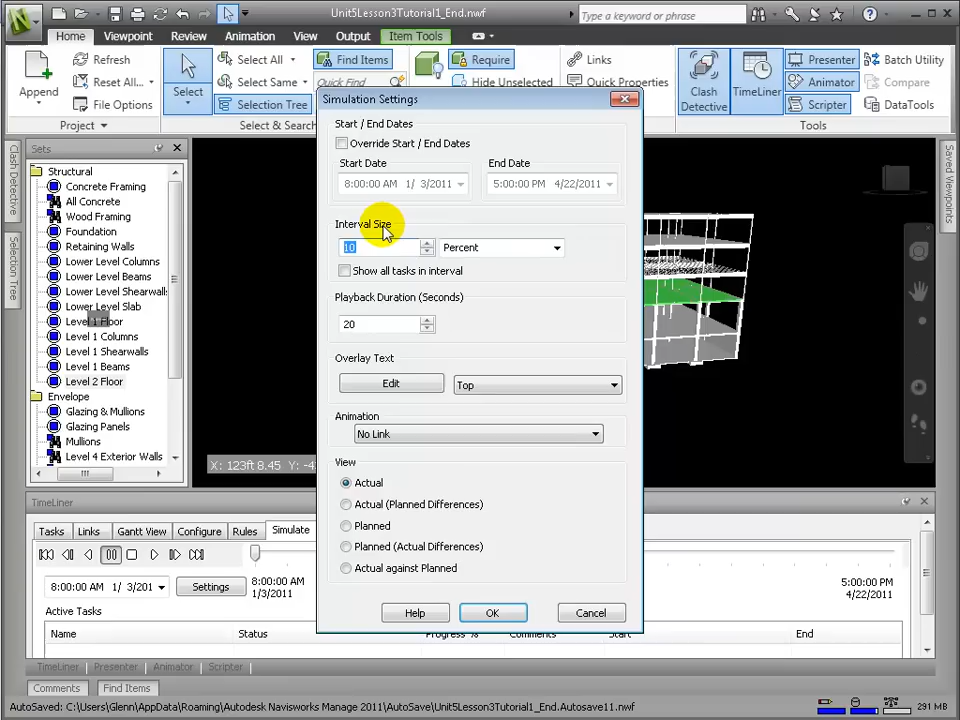 Unit5Lesson3Tutorial1_End.nwf
Type a keyword or phrase
Home
Viewpoint
Review
Animation
View
Output
Item Tools
Append
Refresh
Reset All...
File Options
Project
Select
Select All
Select Same
Selection Tree
Find Items
Quick Find
Select & Search
Require
Hide Unselected
Links
Quick Properties
Clash
Detective
TimeLiner
Presenter
Animator
Scripter
Batch Utility
Compare
DataTools
Tools
Clash Detective
Selection Tree
Saved Viewpoints
Sets
Structural
Concrete Framing
All Concrete
Wood Framing
Foundation
Retaining Walls
Lower Level Columns
Lower Level Beams
Lower Level Shearwalls
Lower Level Slab
Level 1 Floor
Level 1 Columns
Level 1 Shearwalls
Level 1 Beams
Level 2 Floor
Envelope
Glazing & Mullions
Glazing Panels
Mullions
Level 4 Exterior Walls
X: 123ft 8.45 Y: -4
Simulation Settings
Start / End Dates
Override Start / End Dates
Start Date
End Date
8:00:00 AM 1/ 3/2011
5:00:00 PM 4/22/2011
Interval Size
10
Percent
Show all tasks in interval
Playback Duration (Seconds)
20
Overlay Text
Edit
Top
Animation
No Link
View
Actual
Actual (Planned Differences)
Planned
Planned (Actual Differences)
Actual against Planned
Help
OK
Cancel
TimeLiner
Tasks
Links
Gantt View
Configure
Rules
Simulate
8:00:00 AM 1/ 3/201
Settings
8:00:00 AM
1/3/2011
5:00:00 PM
4/22/2011
Active Tasks
Name
Status
Progress %
Comments
Start
End
TimeLiner
Presenter
Animator
Scripter
Comments
Find Items
AutoSaved: C:\Users\Glenn\AppData\Roaming\Autodesk Navisworks Manage 2011\AutoSave\Unit5Lesson3Tutorial1_End.Autosave11.nwf
291 MB